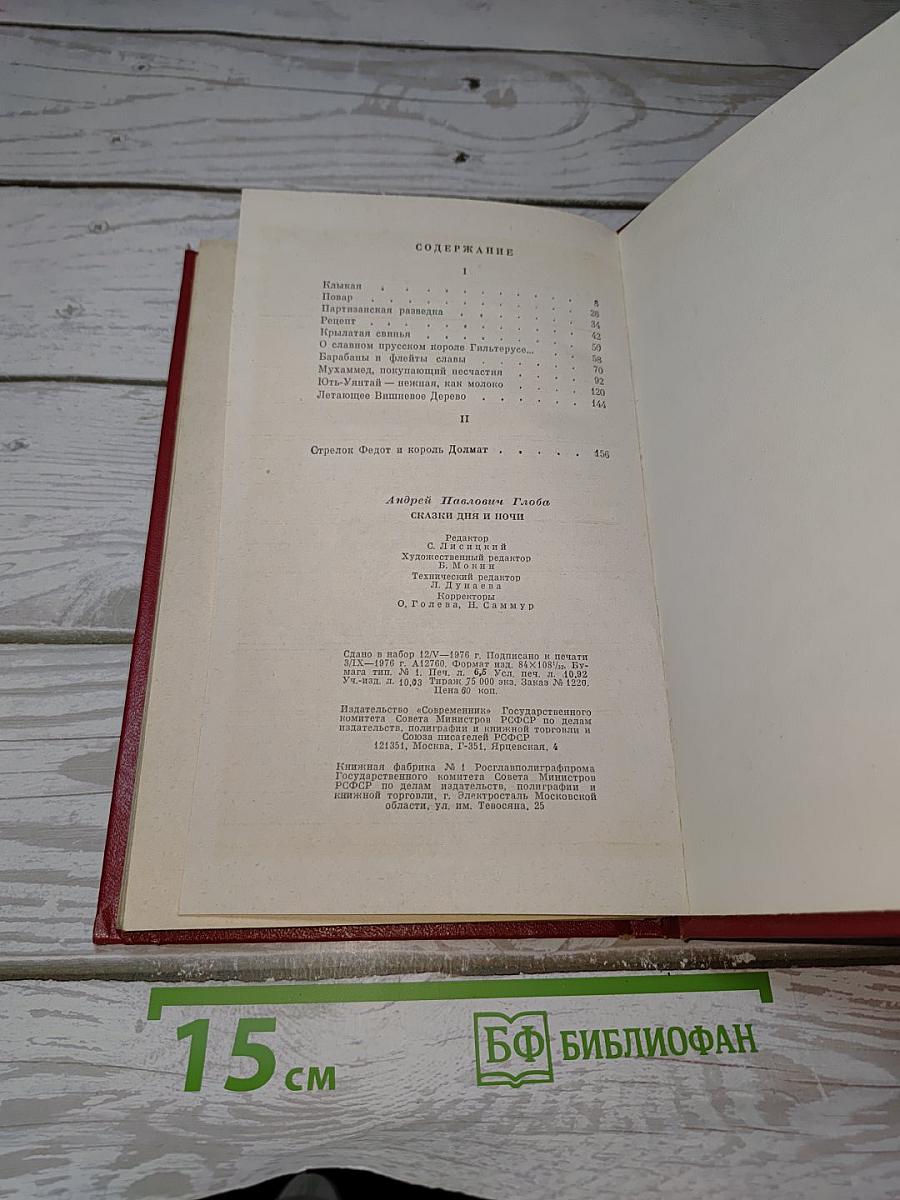 СОДЕРЖАНИЕ
I
Клыкан . . . . . . . . . . 8
Повар . . . . . . . . . . 26
Партизанская разведка . . . . . . 34
Рецепт . . . . . . . . . . 42
Крылатая свинья . . . . . . . . 50
О славном прусском короле Гильтерусе... . . 58
Барабаны и флейты славы . . . . . 70
Мухаммед, покупающий несчастия . . . . 92
Ють-Уянтай — нежная, как молоко . . . . 120
Летающее Вишневое Дерево . . . . . . 144
II
Стрелок Федот и король Долмат . . . . . 156
Андрей Павлович Глоба
СКАЗКИ ДНЯ И НОЧИ
Редактор
С. Лисицкий
Художественный редактор
Б. Мокин
Технический редактор
Л. Дунаева
Корректоры
О. Голева, Н. Саммур
Сдано в набор 12/V—1976 г. Подписано к печати
3/IX—1976 г. А12760. Формат изд. 84×108¹/₃₂. Бу-
мага тип. № 1. Печ. л. 6,5 Усл. печ. л. 10,92
Уч.-изд. л. 10,03 Тираж 75 000 экз. Заказ № 1220.
Цена 60 коп.
Издательство «Современник» Государственного
комитета Совета Министров РСФСР по делам
издательств, полиграфии и книжной торговли и
Союза писателей РСФСР
121351, Москва, Г-351, Ярцевская, 4
Книжная фабрика № 1 Росглавполиграфпрома
Государственного комитета Совета Министров
РСФСР по делам издательств, полиграфии и
книжной торговли, г. Электросталь Московской
области, ул. им. Тевосяна, 25
15 см
БФ БИБЛИОФАН